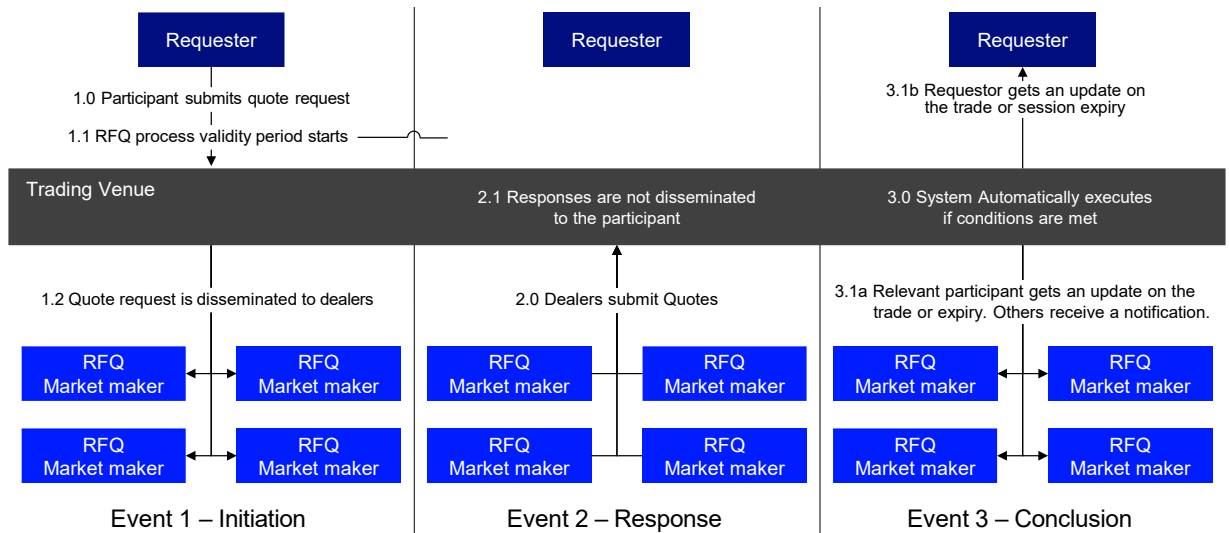 Requester
1.0 Participant submits quote request
1.1 RFQ process validity period starts
Trading Venue
1.2 Quote request is disseminated to dealers
RFQ
Market maker
RFQ
Market maker
RFQ
Market maker
RFQ
Market maker
Event 1 – Initiation
Requester
2.1 Responses are not disseminated
to the participant
2.0 Dealers submit Quotes
RFQ
Market maker
RFQ
Market maker
RFQ
Market maker
RFQ
Market maker
Event 2 – Response
Requester
3.1b Requestor gets an update on
the trade or session expiry
3.0 System Automatically executes
if conditions are met
3.1a Relevant participant gets an update on the
trade or expiry. Others receive a notification.
RFQ
Market maker
RFQ
Market maker
RFQ
Market maker
RFQ
Market maker
Event 3 – Conclusion